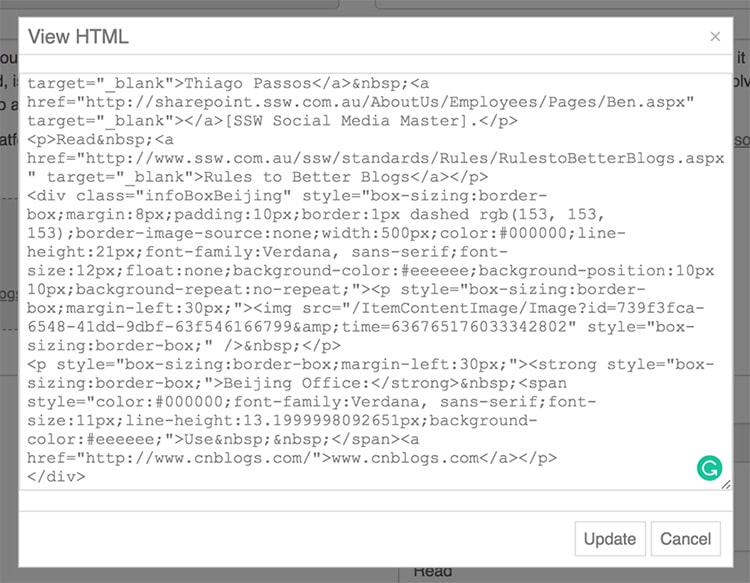 View HTML
×
target="_blank">Thiago Passos</a>&nbsp;<a
href="http://sharepoint.ssw.com.au/AboutUs/Employees/Pages/Ben.aspx"
target="_blank"></a>[SSW Social Media Master].</p>
<p>Read&nbsp;<a
href="http://www.ssw.com.au/ssw/standards/Rules/RulestoBetterBlogs.aspx
" target="_blank">Rules to Better Blogs</a></p>
<div class="infoBoxBeijing" style="box-sizing:border-
box;margin:8px;padding:10px;border:1px dashed rgb(153, 153,
153);border-image-source:none;width:500px;color:#000000;line-
height:21px;font-family:Verdana, sans-serif;font-
size:12px;float:none;background-color:#eeeeee;background-position:10px
10px;background-repeat:no-repeat;"><p style="box-sizing:border-
box;margin-left:30px;"><img src="/ItemContentImage/Image?id=739f3fca-
6548-41dd-9dbf-63f546166799&amp;time=636765176033342802" style="box-
sizing:border-box;" />&nbsp;</p>
<p style="box-sizing:border-box;margin-left:30px;"><strong style="box-
sizing:border-box;">Beijing Office:</strong>&nbsp;<span
style="color:#000000;font-family:Verdana, sans-serif;font-
size:11px;line-height:13.1999998092651px;background-
color:#eeeeee;">Use&nbsp;&nbsp;</span><a
href="http://www.cnblogs.com/">www.cnblogs.com</a></p>
</div>
Update Cancel
Read